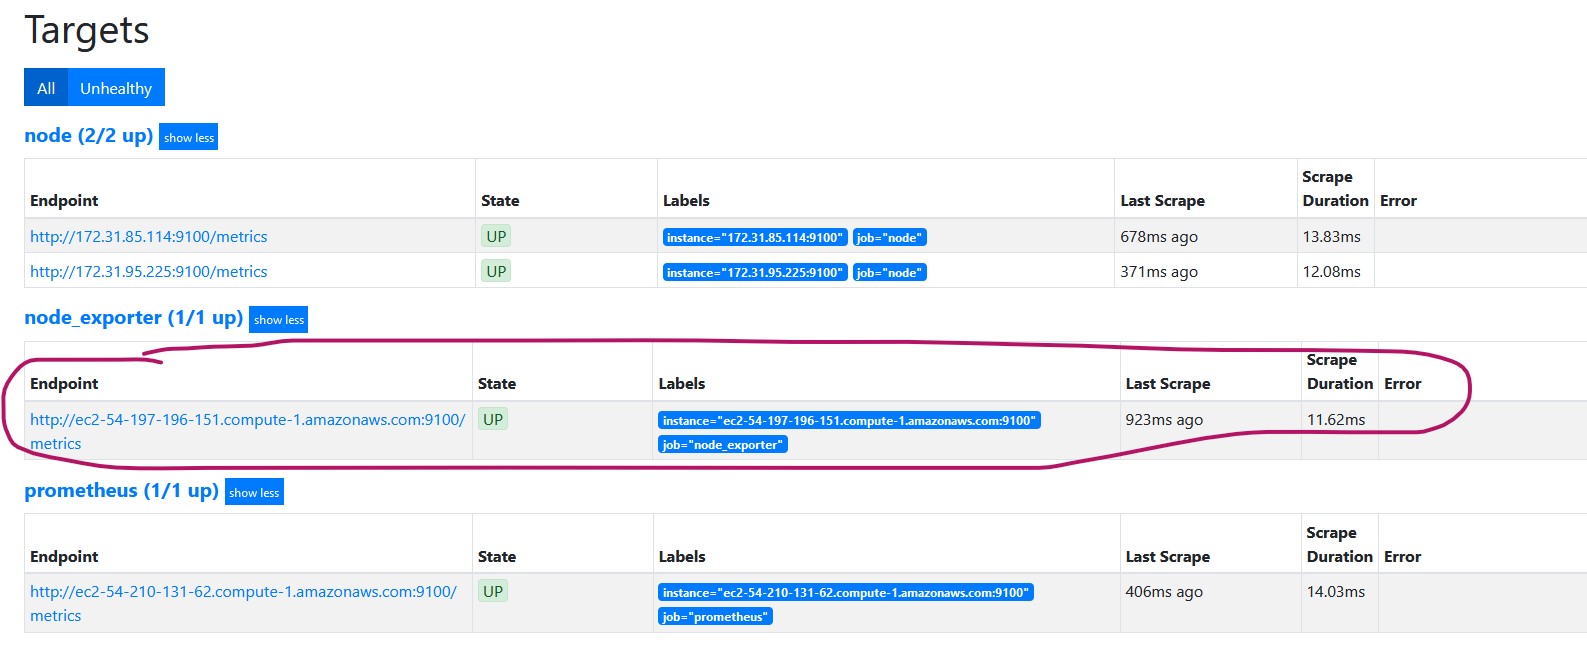 Targets
All Unhealthy
node (2/2 up) show less
Endpoint State Labels Last Scrape Scrape Duration Error
http://172.31.85.114:9100/metrics UP instance="172.31.85.114:9100" job="node" 678ms ago 13.83ms
http://172.31.95.225:9100/metrics UP instance="172.31.95.225:9100" job="node" 371ms ago 12.08ms
node_exporter (1/1 up) show less
Endpoint State Labels Last Scrape Scrape Duration Error
http://ec2-54-197-196-151.compute-1.amazonaws.com:9100/ UP instance="ec2-54-197-196-151.compute-1.amazonaws.com:9100" 923ms ago 11.62ms
metrics job="node_exporter"
prometheus (1/1 up) show less
Endpoint State Labels Last Scrape Scrape Duration Error
http://ec2-54-210-131-62.compute-1.amazonaws.com:9100/ UP instance="ec2-54-210-131-62.compute-1.amazonaws.com:9100" 406ms ago 14.03ms
metrics job="prometheus"